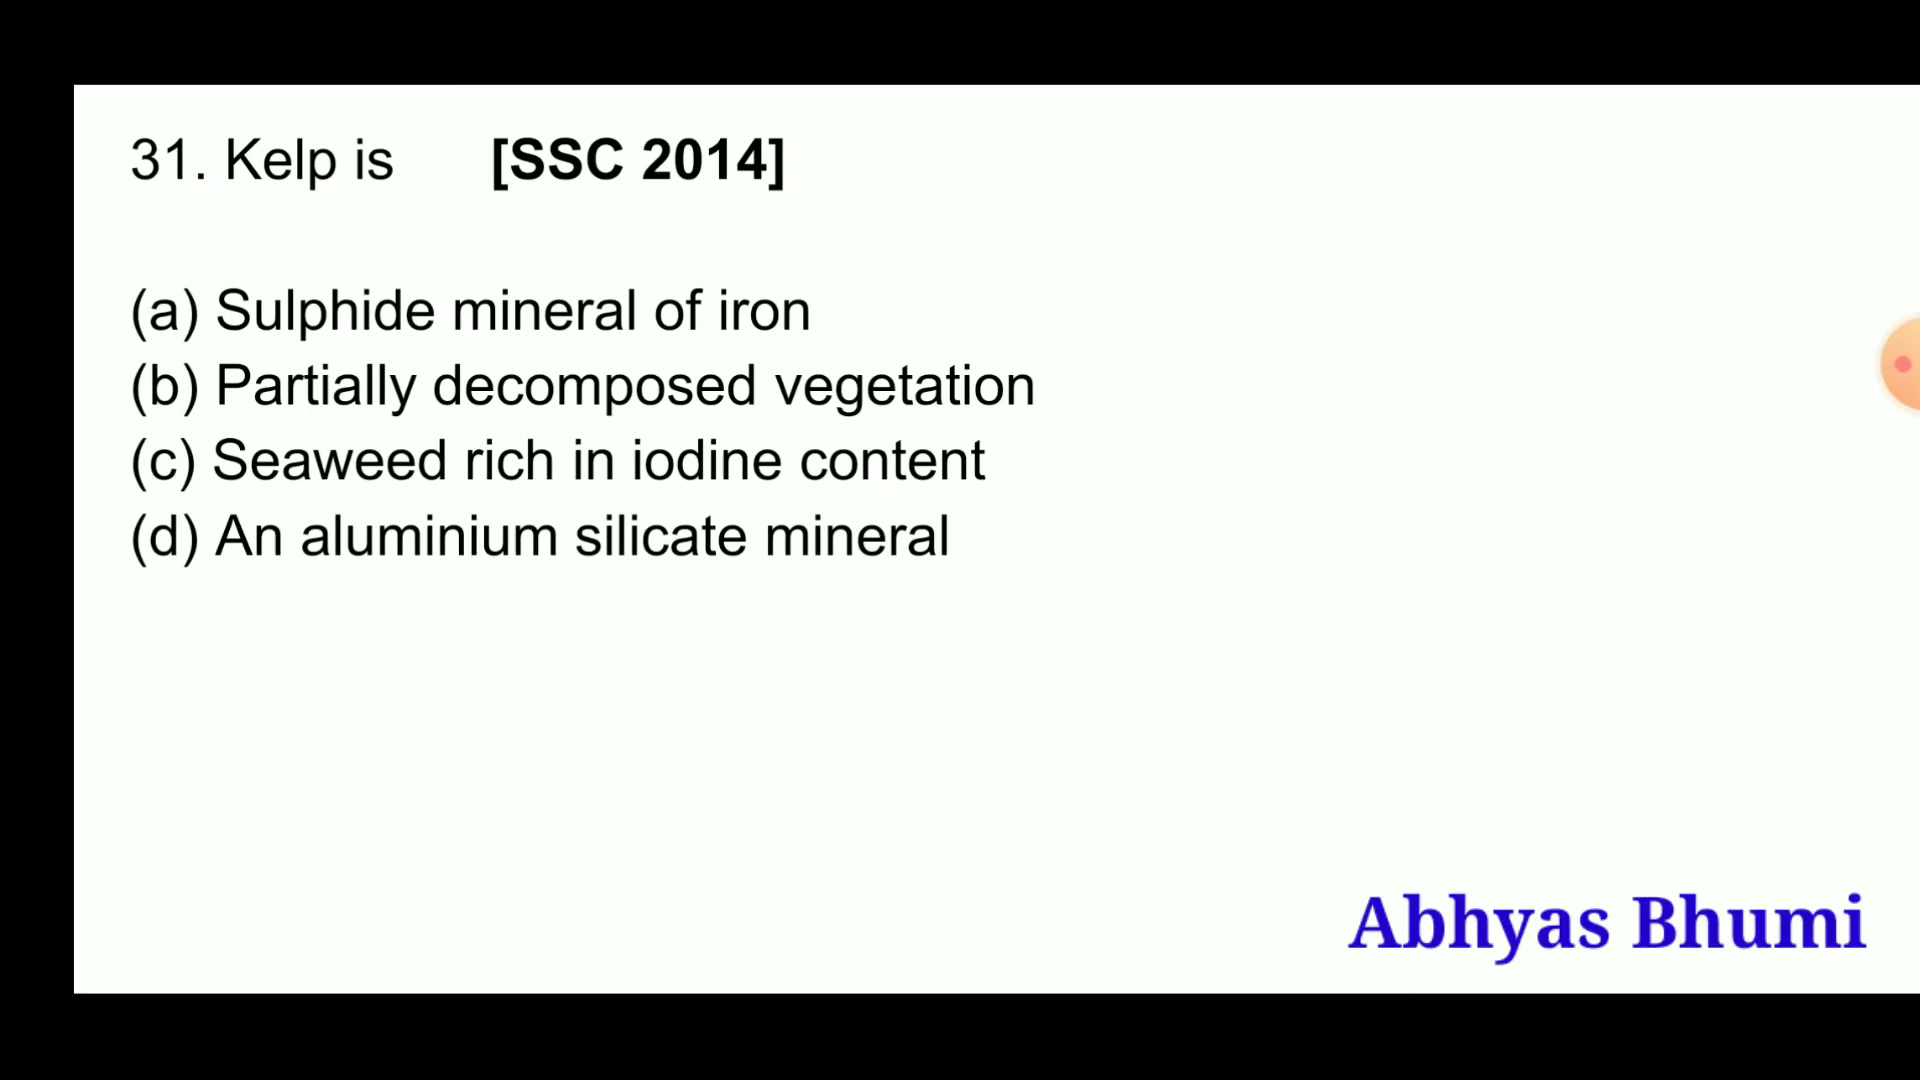 31. Kelp is [SSC 2014]
(a) Sulphide mineral of iron
(b) Partially decomposed vegetation
(c) Seaweed rich in iodine content
(d) An aluminium silicate mineral
Abhyas Bhumi